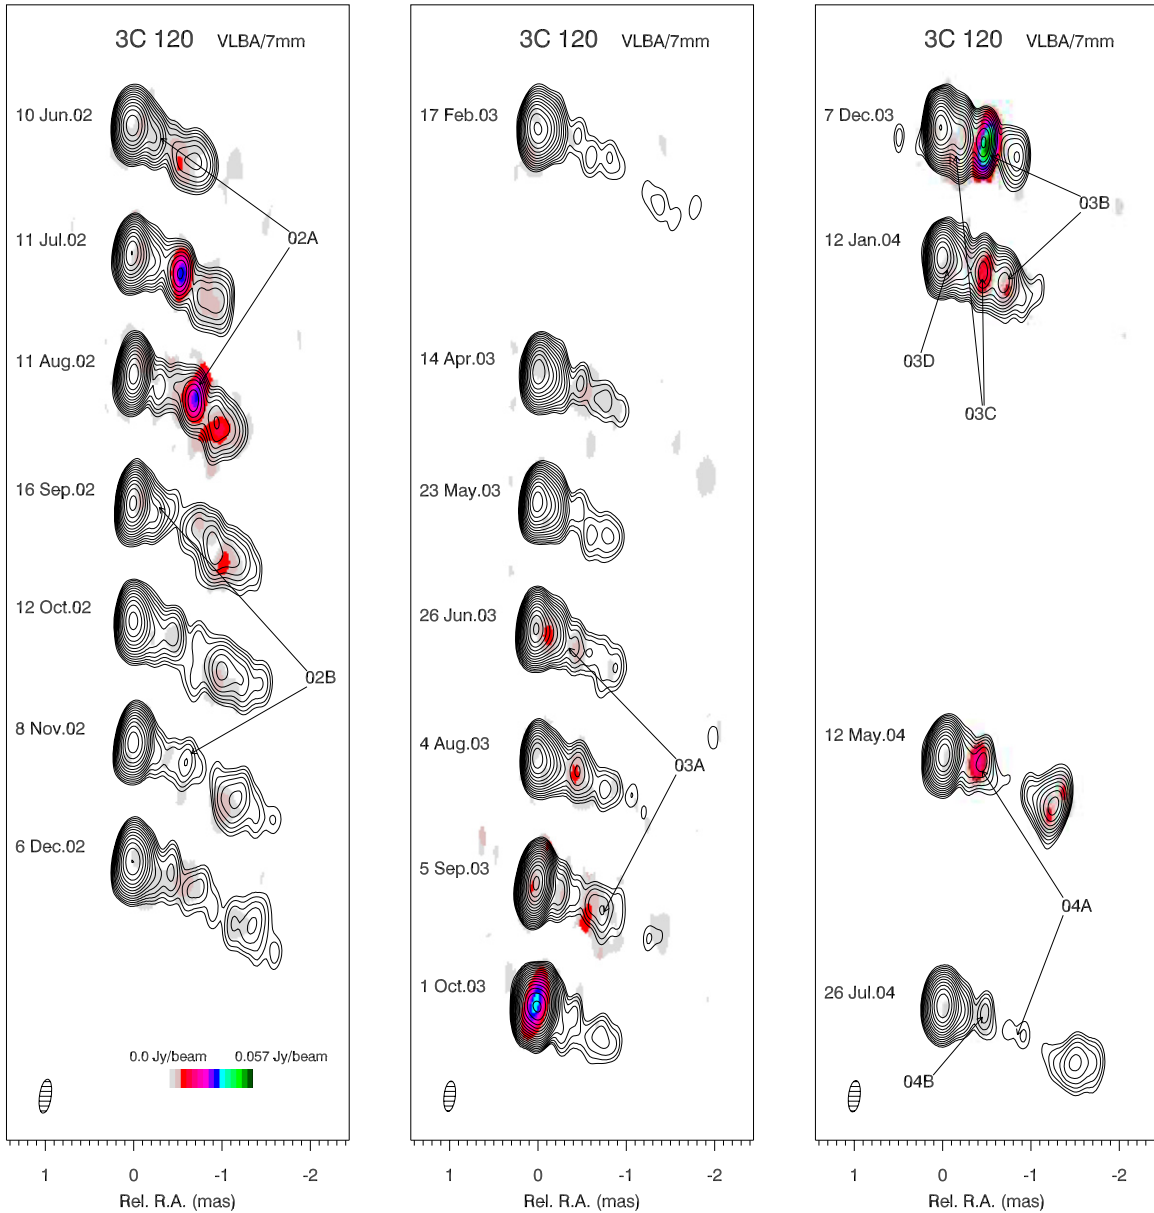 3C 120 VLBA/7mm
10 Jun.02
02A
11 Jul.02
11 Aug.02
16 Sep.02
12 Oct.02
02B
8 Nov.02
6 Dec.02
0.0 Jy/beam 0.057 Jy/beam
1 0 -1 -2
Rel. R.A. (mas)
3C 120 VLBA/7mm
17 Feb.03
14 Apr.03
23 May.03
26 Jun.03
4 Aug.03
03A
5 Sep.03
1 Oct.03
1 0 -1 -2
Rel. R.A. (mas)
3C 120 VLBA/7mm
7 Dec.03
03B
12 Jan.04
03D
03C
12 May.04
04A
26 Jul.04
04B
1 0 -1 -2
Rel. R.A. (mas)